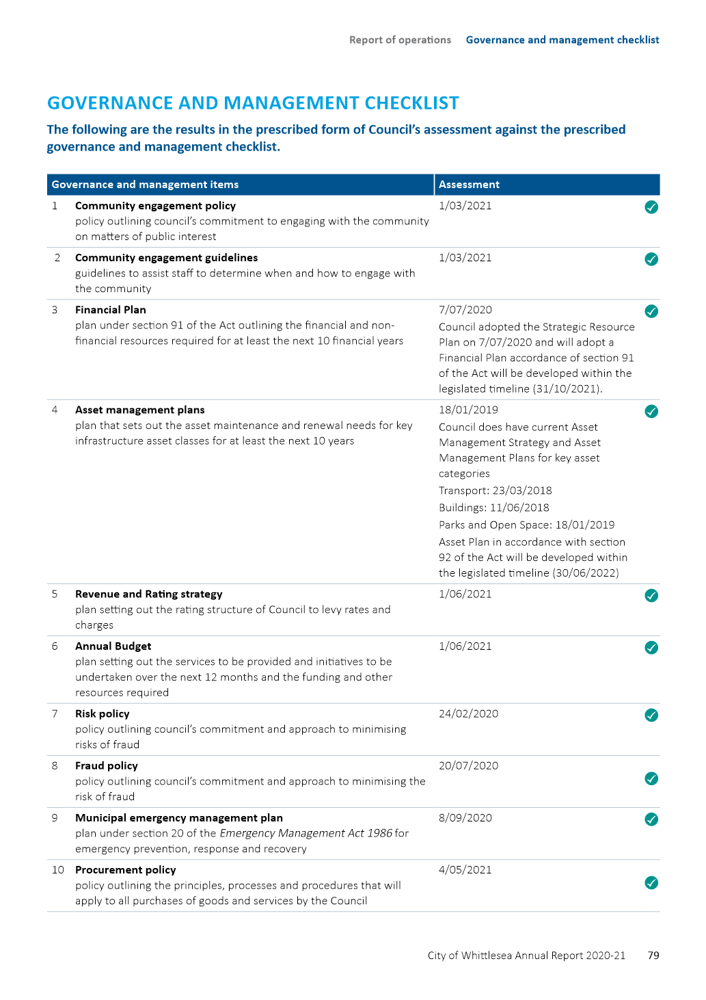 Report of operations Governance and management checklist
GOVERNANCE AND MANAGEMENT CHECKLIST
The following are the results in the prescribed form of Council's assessment against the prescribed
governance and management checklist.
Governance and management items Assessment
1 Community engagement policy 1/03/2021
policy outlining council's commitment to engaging with the community
on matters of public interest
2 Community engagement guidelines 1/03/2021
guidelines to assist staff to determine when and how to engage with
the community
3 Financial Plan 7/07/2020
plan under section 91 of the Act outlining the financial and non-
financial resources required for at least the next 10 financial years
Council adopted the Strategic Resource
Plan on 7/07/2020 and will adopt a
Financial Plan accordance of section 91
of the Act will be developed within the
legislated timeline (31/10/2021).
4 Asset management plans 18/01/2019
plan that sets out the asset maintenance and renewal needs for key
infrastructure asset classes for at least the next 10 years
Council does have current Asset
Management Strategy and Asset
Management Plans for key asset
categories
Transport: 23/03/2018
Buildings: 11/06/2018
Parks and Open Space: 18/01/2019
Asset Plan in accordance with section
92 of the Act will be developed within
the legislated timeline (30/06/2022)
5 Revenue and Rating strategy 1/06/2021
plan setting out the rating structure of Council to levy rates and
charges
6 Annual Budget 1/06/2021
plan setting out the services to be provided and initiatives to be
undertaken over the next 12 months and the funding and other
resources required
7 Risk policy 24/02/2020
policy outlining council's commitment and approach to minimising
risks of fraud
8 Fraud policy 20/07/2020
policy outlining council's commitment and approach to minimising the
risk of fraud
9 Municipal emergency management plan 8/09/2020
plan under section 20 of the Emergency Management Act 1986 for
emergency prevention, response and recovery
10 Procurement policy 4/05/2021
policy outlining the principles, processes and procedures that will
apply to all purchases of goods and services by the Council
City of Whittlesea Annual Report 2020-21 79